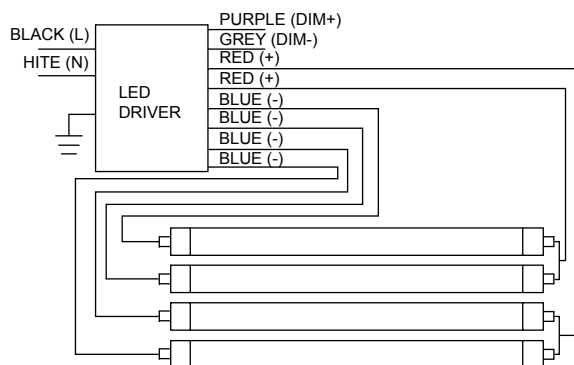 PURPLE (DIM+)
BLACK (L)
GREY (DIM-)
RED (+)
HITE (N)
RED (+)
LED
DRIVER
BLUE (-)
BLUE (-)
BLUE (-)
BLUE (-)